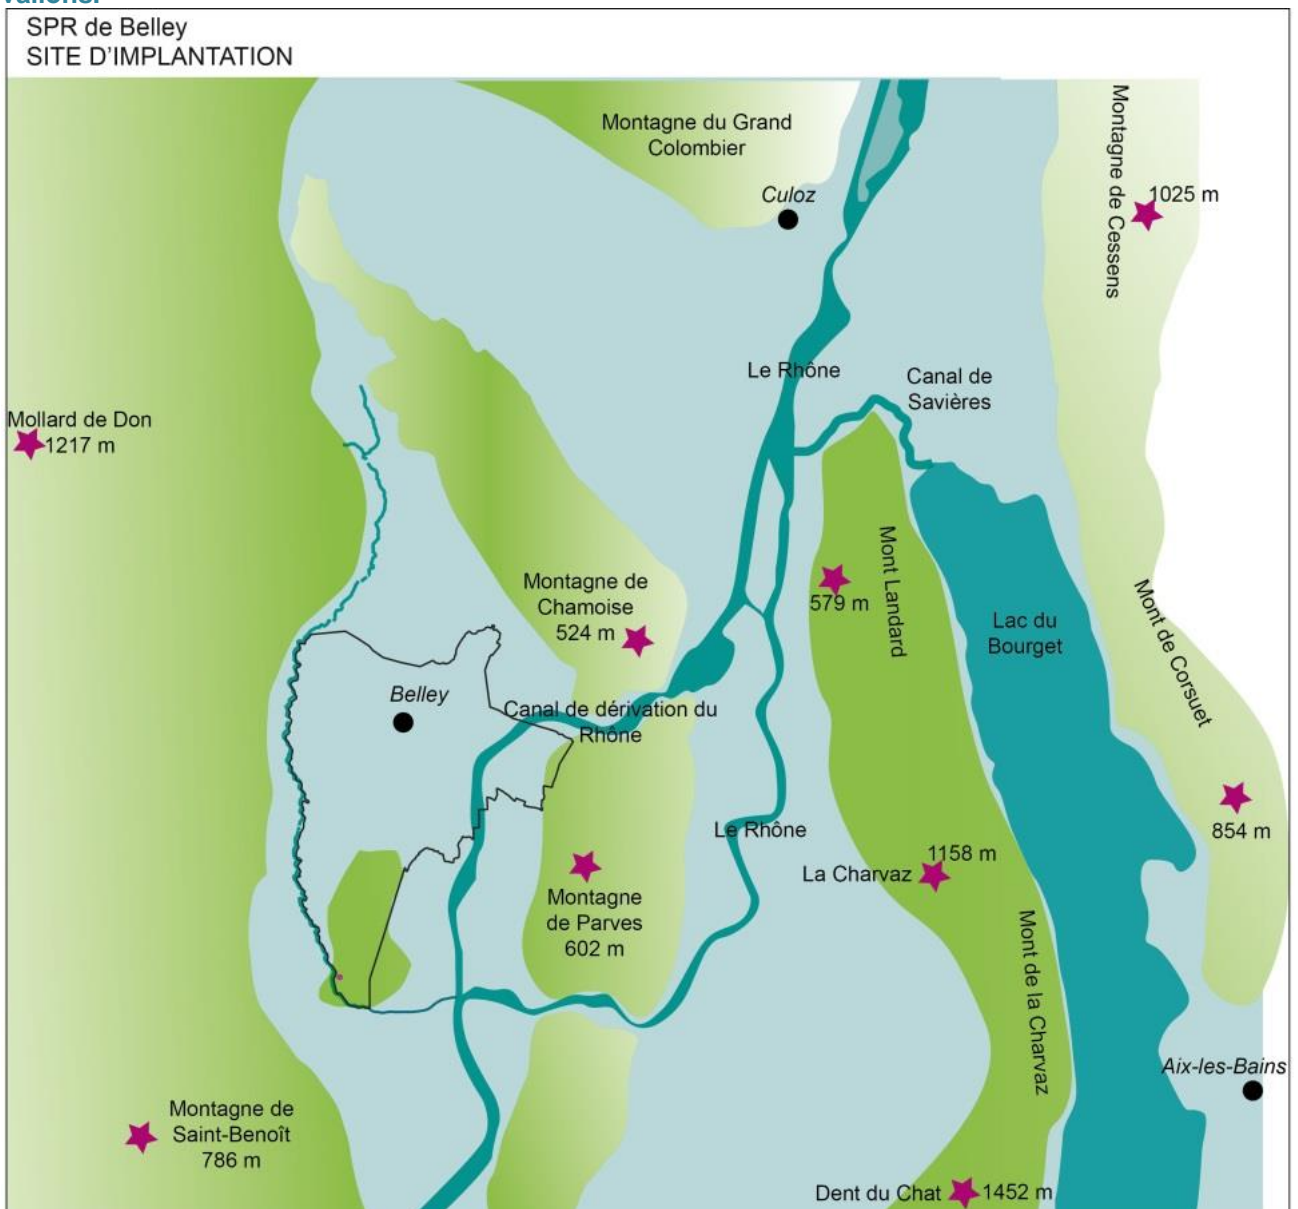 vallons.
SPR de Belley
SITE D'IMPLANTATION
Montagne du Grand
Colombier
Culoz
Montagne de Cessens
1025 m
Le Rhône
Canal de
Savières
Mollard de Don
1217 m
Mont Landard
579 m
Montagne de
Chamoise
524 m
Lac du
Bourget
Mont de Corsuet
Belley
Canal de dérivation du
Rhône
Le Rhône
854 m
1158 m
La Charvaz
Montagne
de Parves
602 m
Mont de la Charvaz
Aix-les-Bains
Montagne de
Saint-Benoît
786 m
Dent du Chat
1452 m